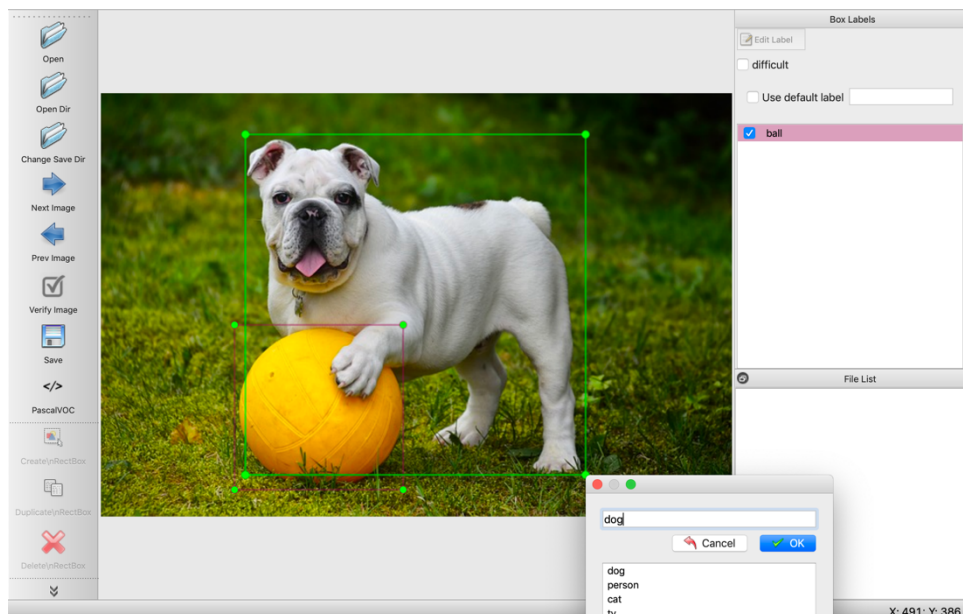 Open
Open Dir
Change Save Dir
Next Image
Prev Image
Verify Image
Save
</>
PascalVOC
Create\nRectBox
Duplicate\nRectBox
Delete\nRectBox
Box Labels
Edit Label
difficult
Use default label
ball
File List
dog
Cancel
OK
dog
person
cat
tv
X: 491; Y: 386